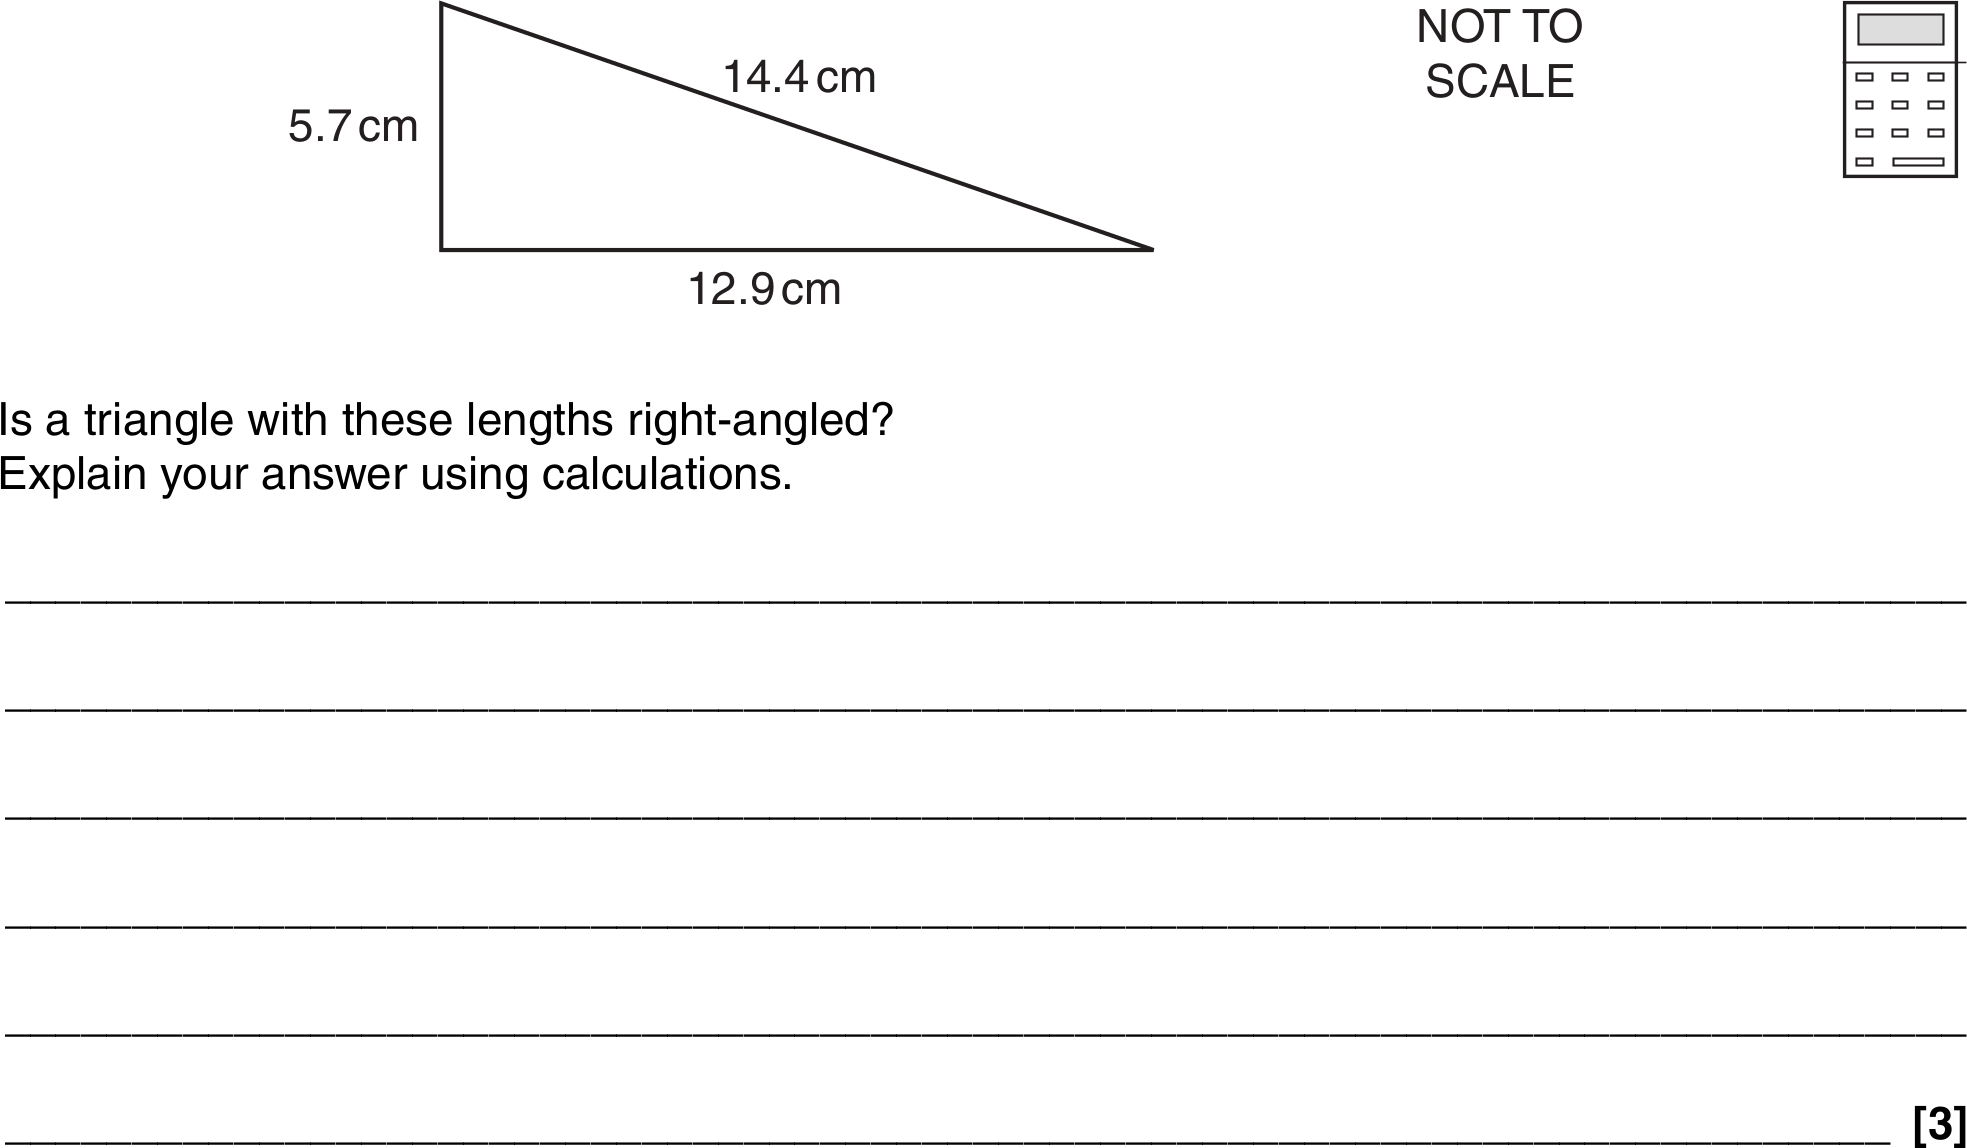 14.4 cm
5.7 cm
12.9 cm
NOT TO
SCALE
Is a triangle with these lengths right-angled?
Explain your answer using calculations.
[3]